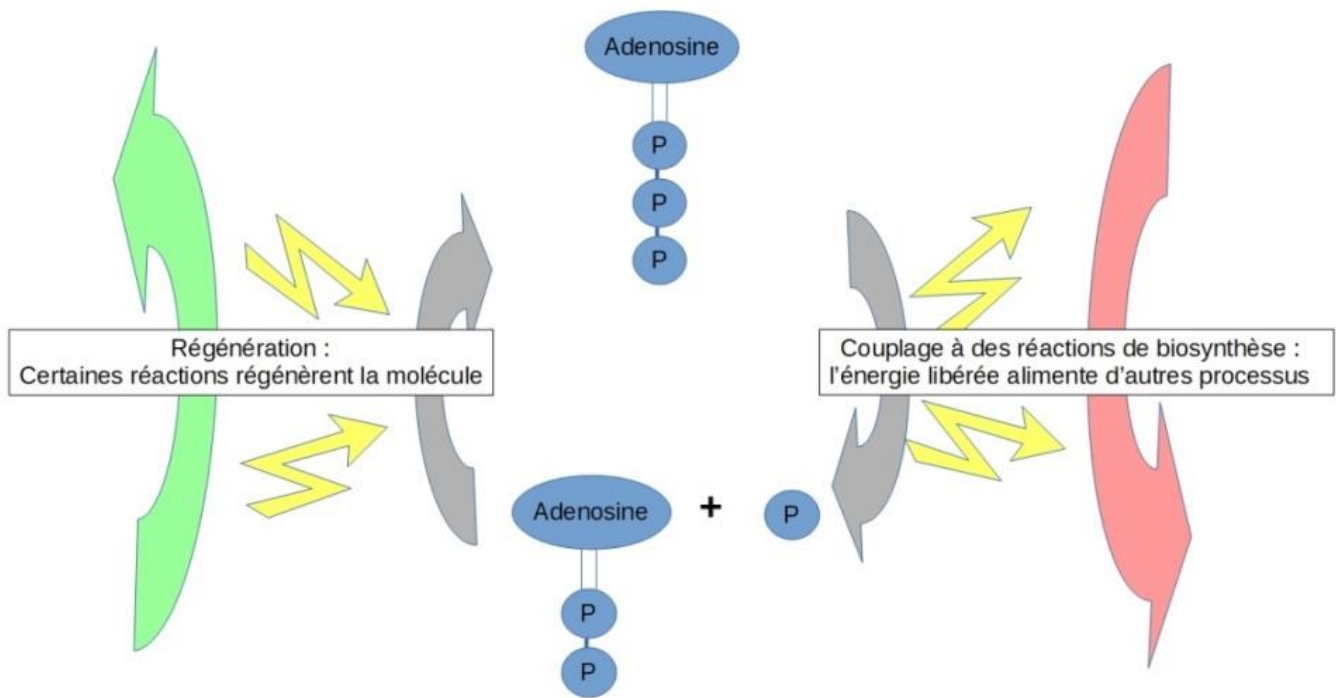 Adenosine
P
P
P
Régénération :
Certaines réactions régénèrent la molécule
Couplage à des réactions de biosynthèse :
l'énergie libérée alimente d'autres processus
Adenosine
+
P
P
P